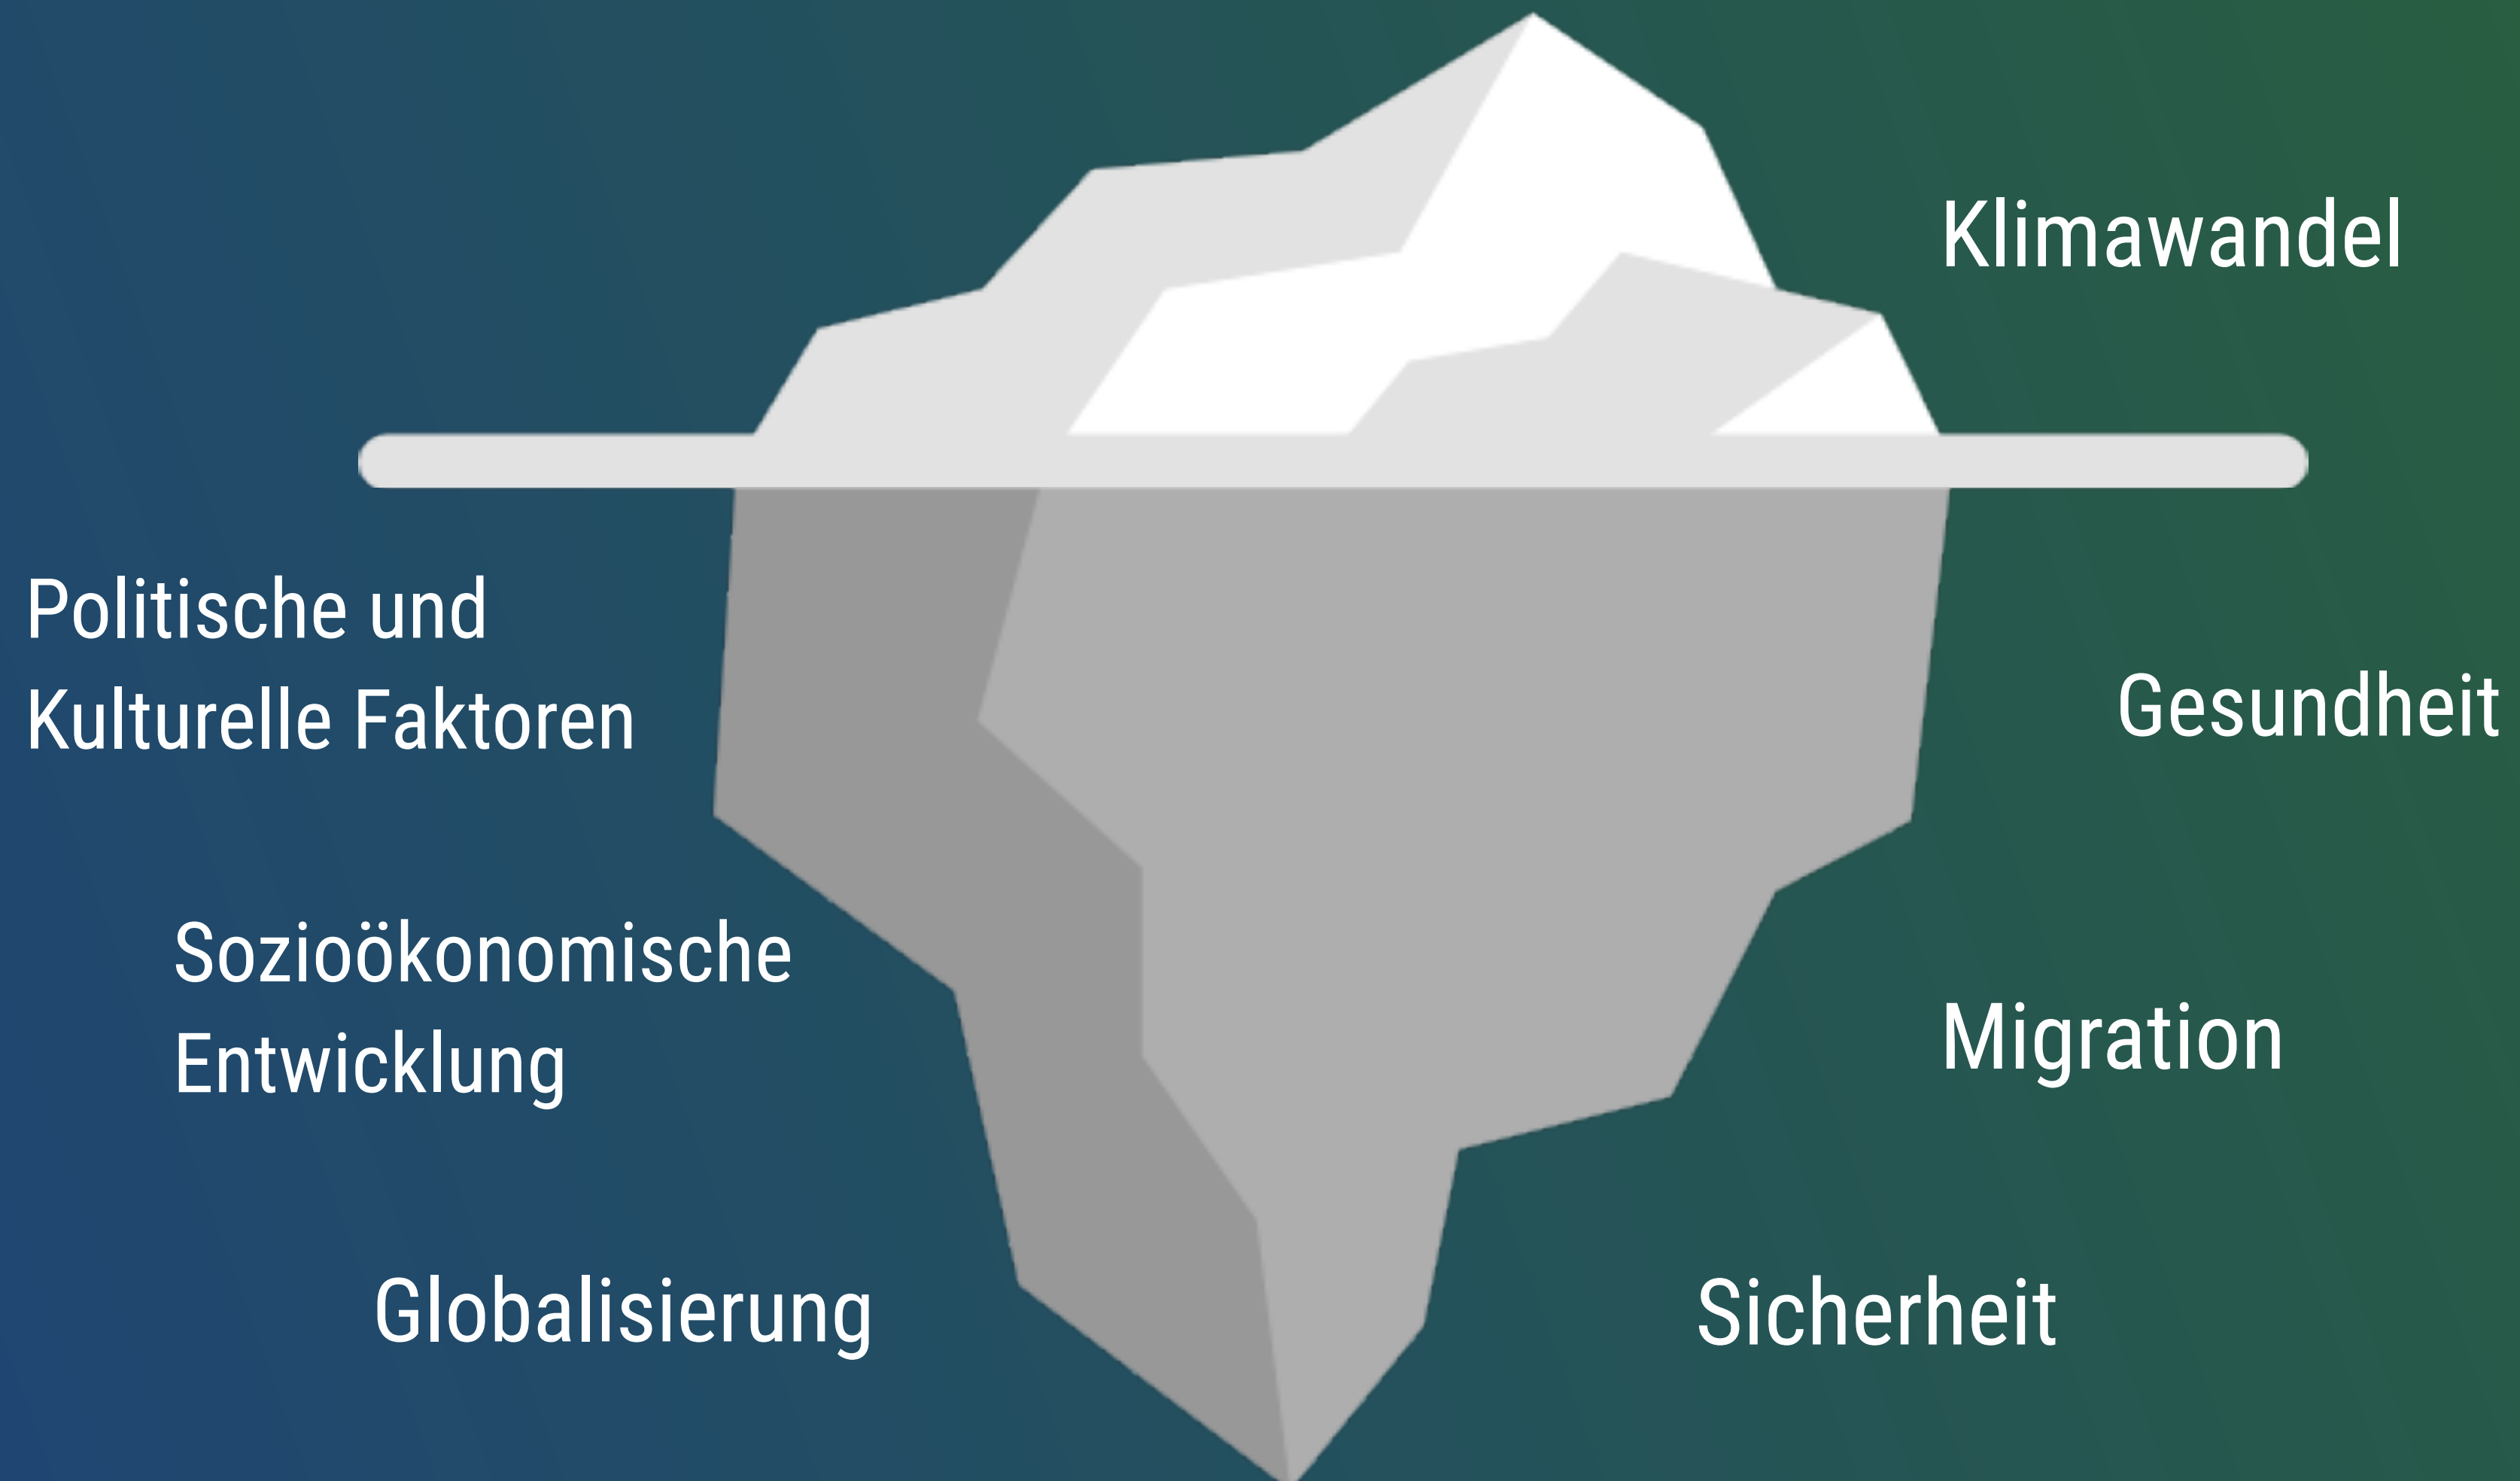 Klimawandel
Politische und
Kulturelle Faktoren
Gesundheit
Sozioökonomische
Entwicklung
Migration
Globalisierung
Sicherheit